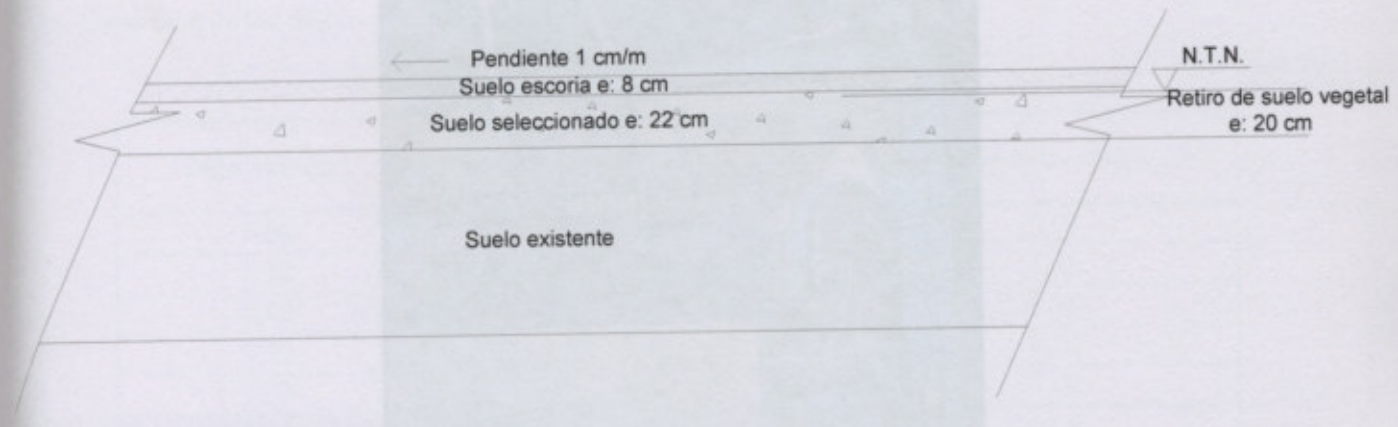 Pendiente 1 cm/m
N.T.N.
Suelo escoria e: 8 cm
Retiro de suelo vegetal
e: 20 cm
Suelo seleccionado e: 22 cm
Suelo existente